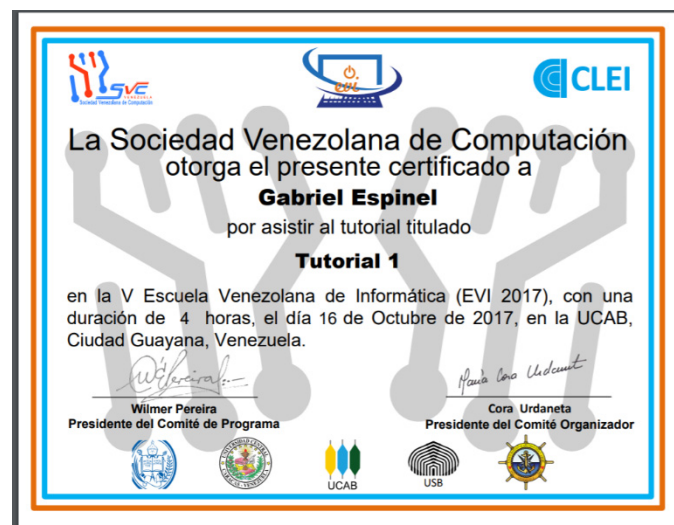 SVC
VENEZUELA
Sociedad Venezolana de Computación
evi
CLEI
La Sociedad Venezolana de Computación
otorga el presente certificado a
Gabriel Espinel
por asistir al tutorial titulado
Tutorial 1
en la V Escuela Venezolana de Informática (EVI 2017), con una
duración de 4 horas, el día 16 de Octubre de 2017, en la UCAB,
Ciudad Guayana, Venezuela.
Wilmer Pereira
Presidente del Comité de Programa
Cora Urdaneta
Presidente del Comité Organizador
UCAB
USB